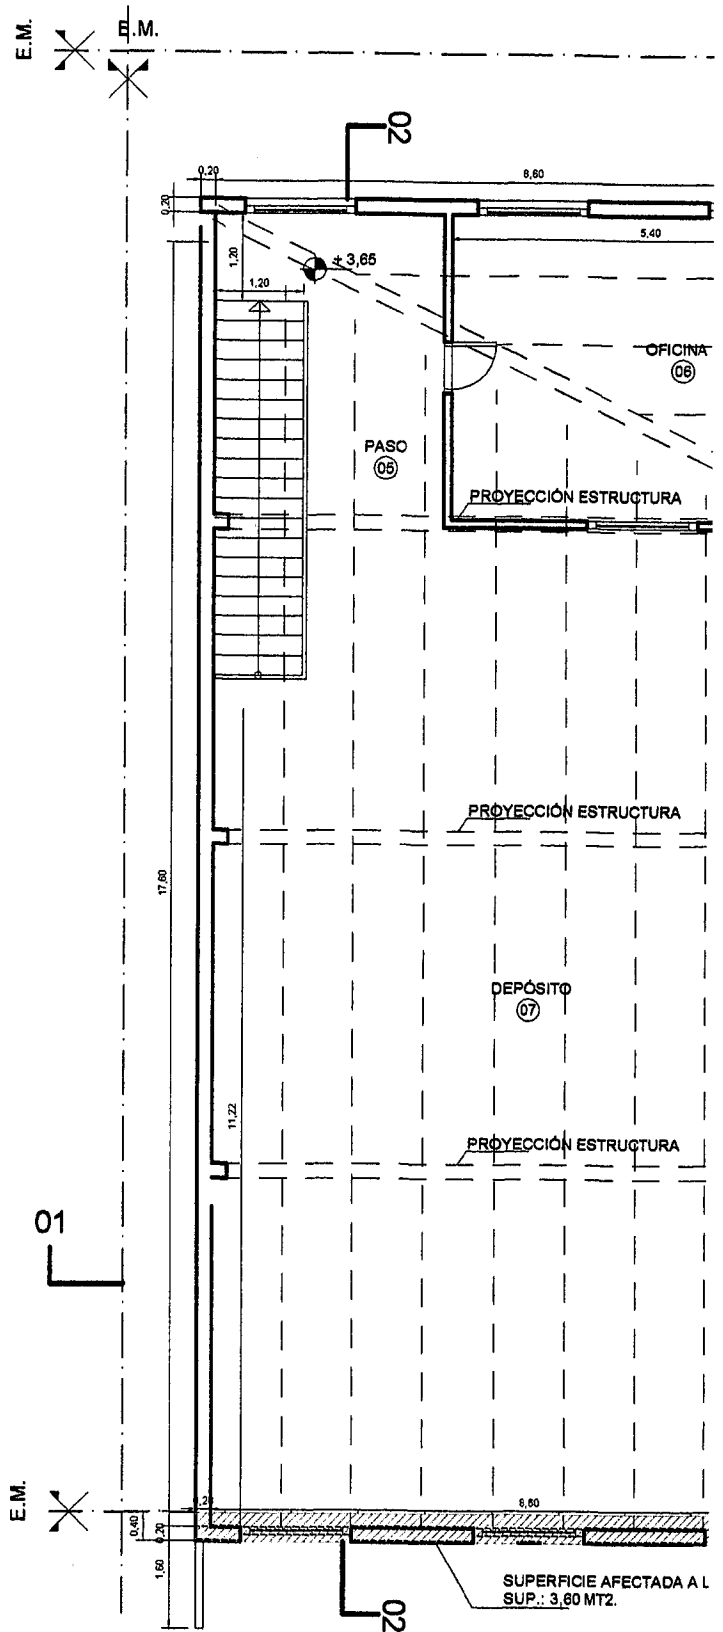 E.M.
E.M.
02
0,20
8,60
0,20
5,40
1,20
+ 3,65
1,20
OFICINA
06
PASO
05
PROYECCIÓN ESTRUCTURA
PROYECCIÓN ESTRUCTURA
17,60
DEPÓSITO
07
11,22
PROYECCIÓN ESTRUCTURA
01
E.M.
8,60
0,40
0,20
1,60
SUPERFICIE AFECTADA A L
SUP.: 3,60 MT2.
02